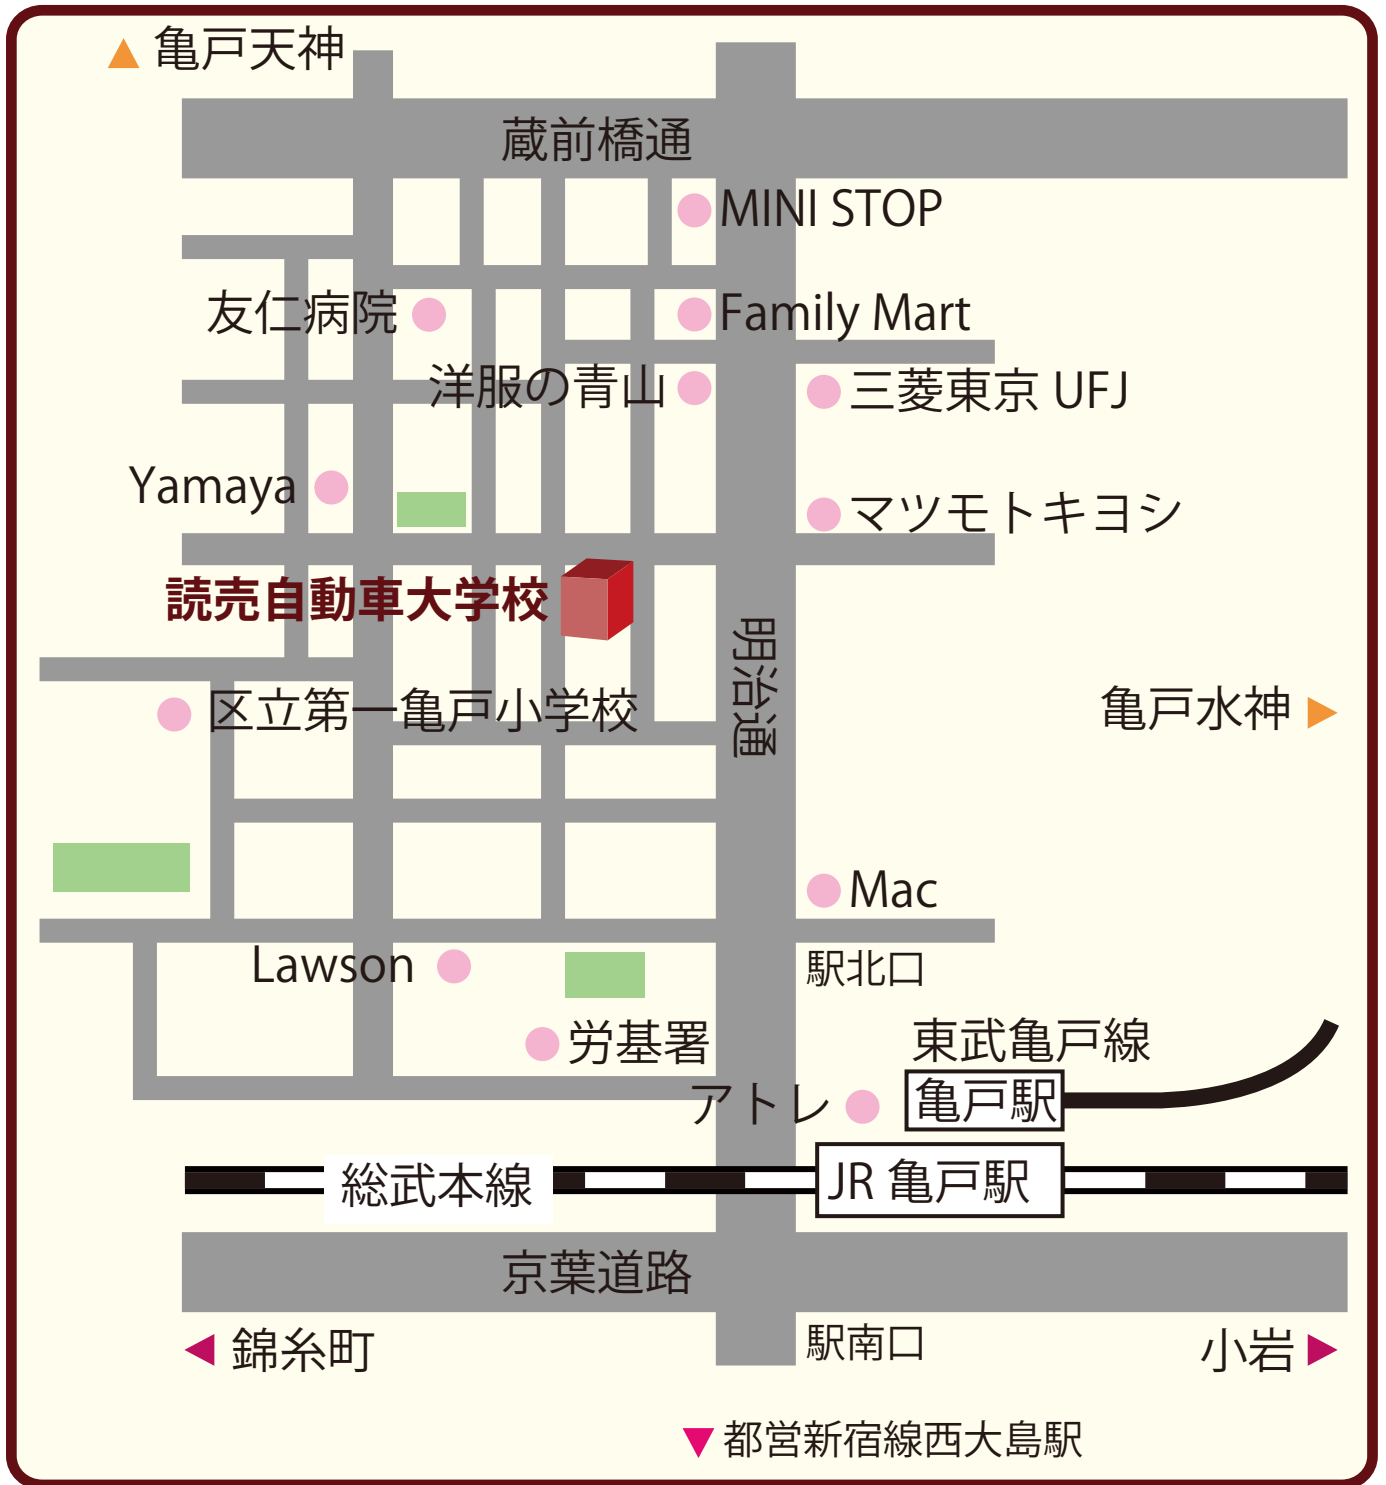 亀戸天神
蔵前橋通
MINI STOP
友仁病院
Family Mart
洋服の青山
三菱東京 UFJ
Yamaya
マツモトキヨシ
読売自動車大学校
明治通
区立第一亀戸小学校
亀戸水神
Mac
Lawson
駅北口
労基署
東武亀戸線
アトレ
亀戸駅
総武本線
JR 亀戸駅
京葉道路
錦糸町
駅南口
小岩
都営新宿線西大島駅